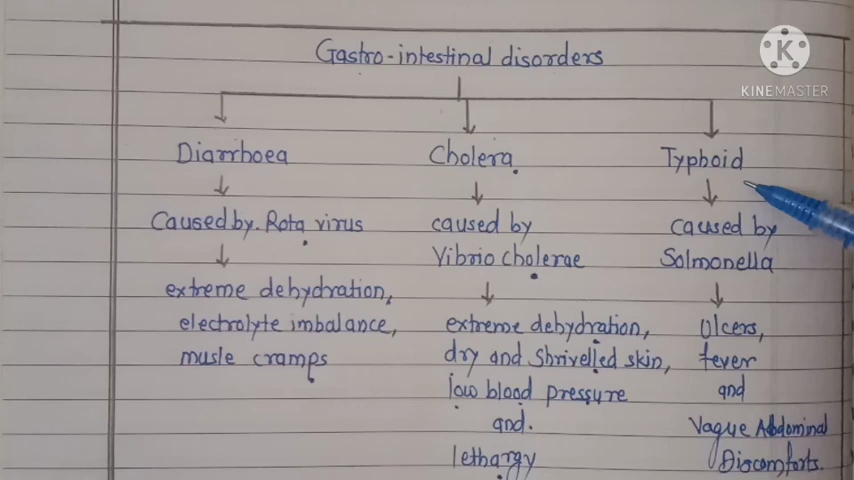 KINEMASTER
Gastro-intestinal disorders
Diarrhoea
Caused by. Rota virus
extreme dehydration,
electrolyte imbalance,
musle cramps
Cholera
caused by
Vibrio cholerae
extreme dehydration,
dry and shrivelled skin,
low blood pressure
and.
lethargy
Typhoid
caused by
Solmonella
Ulcers,
fever
and
Vague Abdominal
Discomforts.